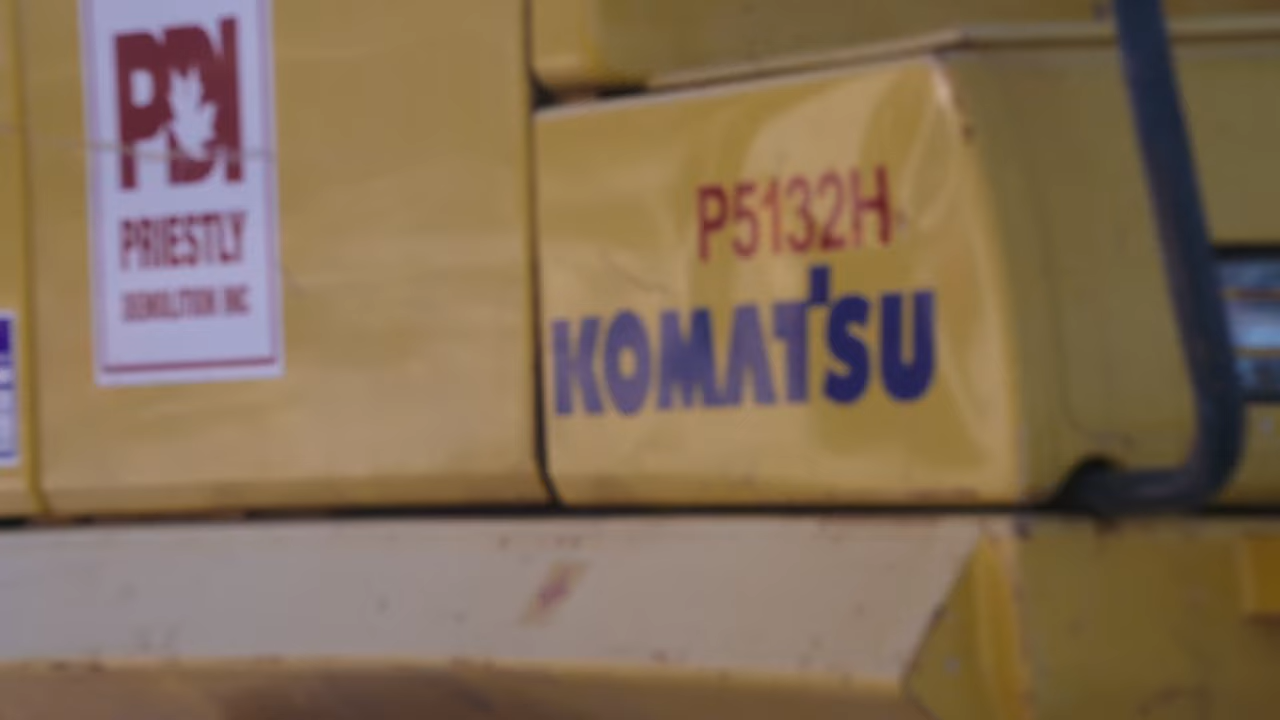 PDI
PRIESTLY
DEMOLITION INC
P5132H
KOMATSU